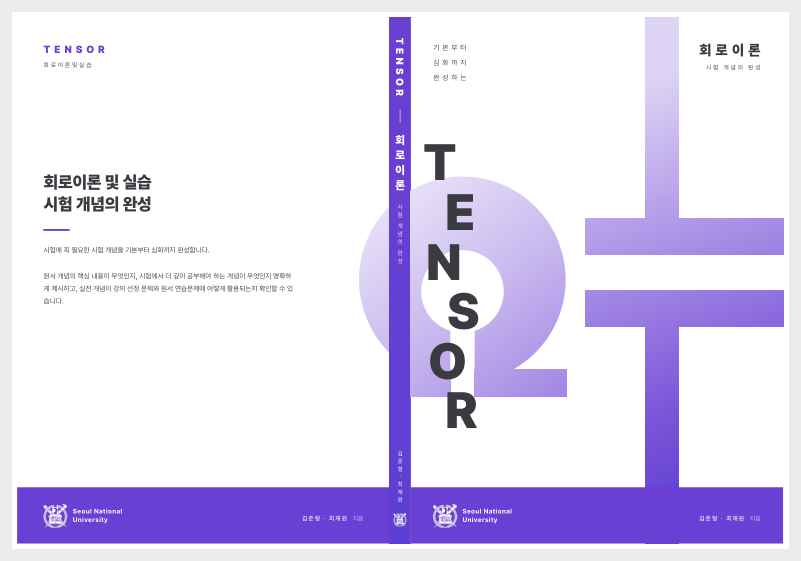 TENSOR
회로이론및실습
회로이론 및 실습
시험 개념의 완성
시험에 꼭 필요한 시험 개념을 기본부터 심화까지 완성합니다.
원서 개념의 핵심 내용이 무엇인지, 시험에서 더 깊이 공부해야 하는 개념이 무엇인지 명확하
게 제시하고, 실전 개념이 강의 선정 문제와 원서 연습문제에 어떻게 활용되는지 확인할 수 있
습니다.
Seoul National
University
김준형 · 최재원 지음
TENSOR
회로이론
시험 개념의 완성
김준형 · 최재원
기본부터
심화까지
완성하는
회로이론
시험 개념의 완성
TENSOR
Seoul National
University
김준형 · 최재원 지음